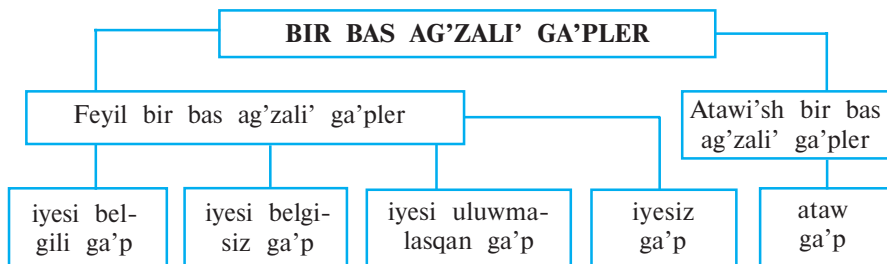 BIR BAS AG’ZALI’ GA’PLER
Feyil bir bas ag’zali’ ga’pler
Atawi’sh bir bas
ag’zali’ ga’pler
iyesi bel-
gili ga’p
iyesi belgi-
siz ga’p
iyesi uluwma-
lasqan ga’p
iyesiz
ga’p
ataw
ga’p